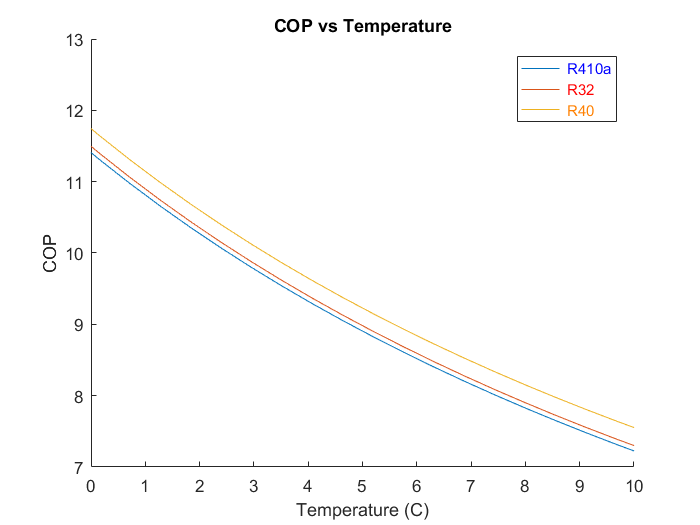 COP vs Temperature
R410a
R32
R40
13
12
11
10
9
8
7
COP
0 1 2 3 4 5 6 7 8 9 10
Temperature (C)